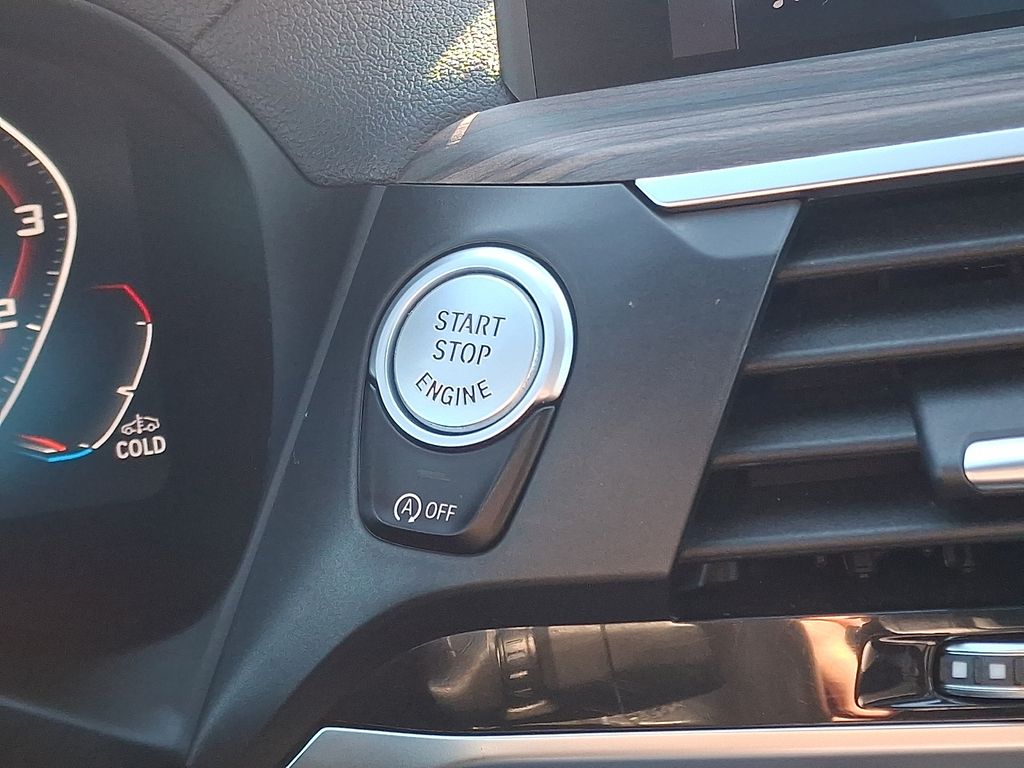 3
2
COLD
START
STOP
ENGINE
A OFF